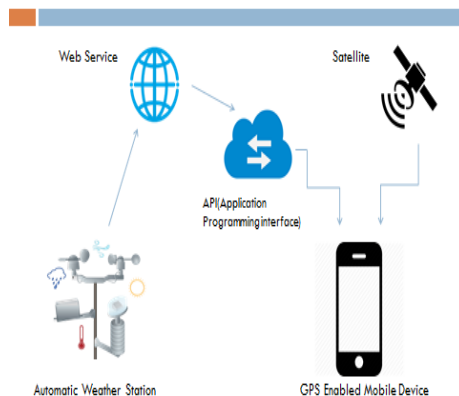 Web Service
Satellite
API(Application
Programming interface)
Automatic Weather Station
GPS Enabled Mobile Device